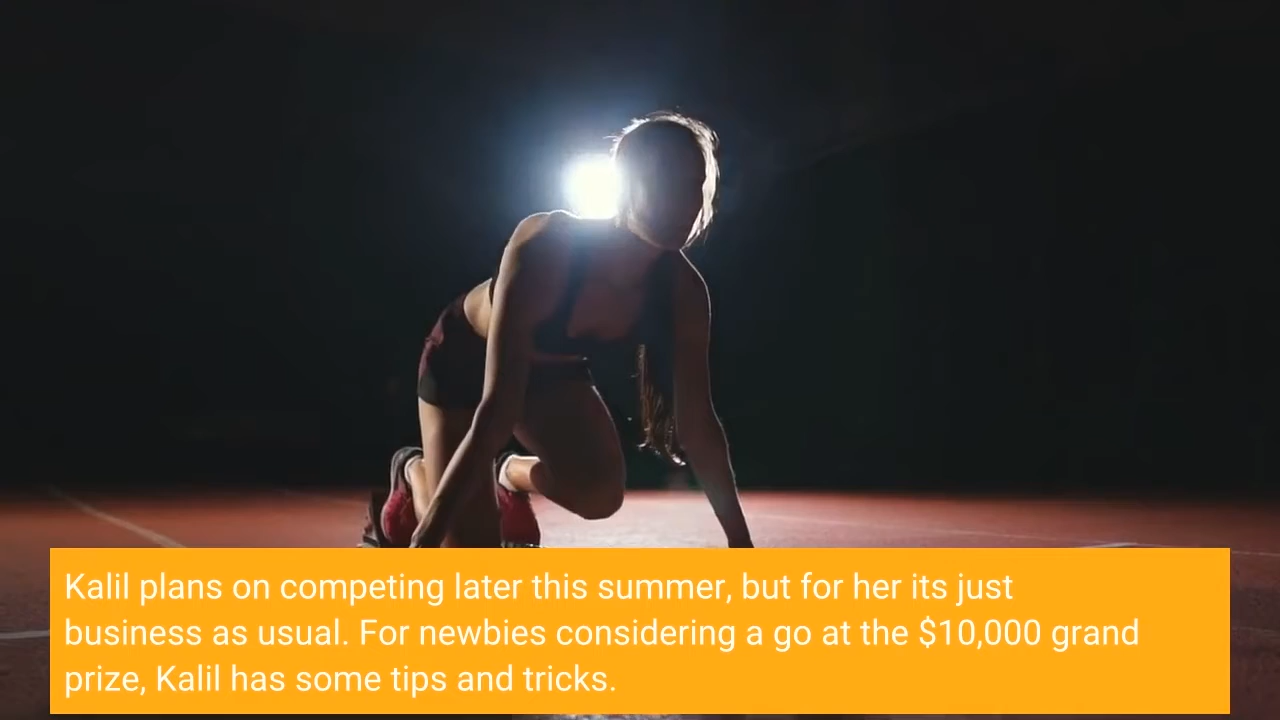 Kalil plans on competing later this summer, but for her its just
business as usual. For newbies considering a go at the $10,000 grand
prize, Kalil has some tips and tricks.